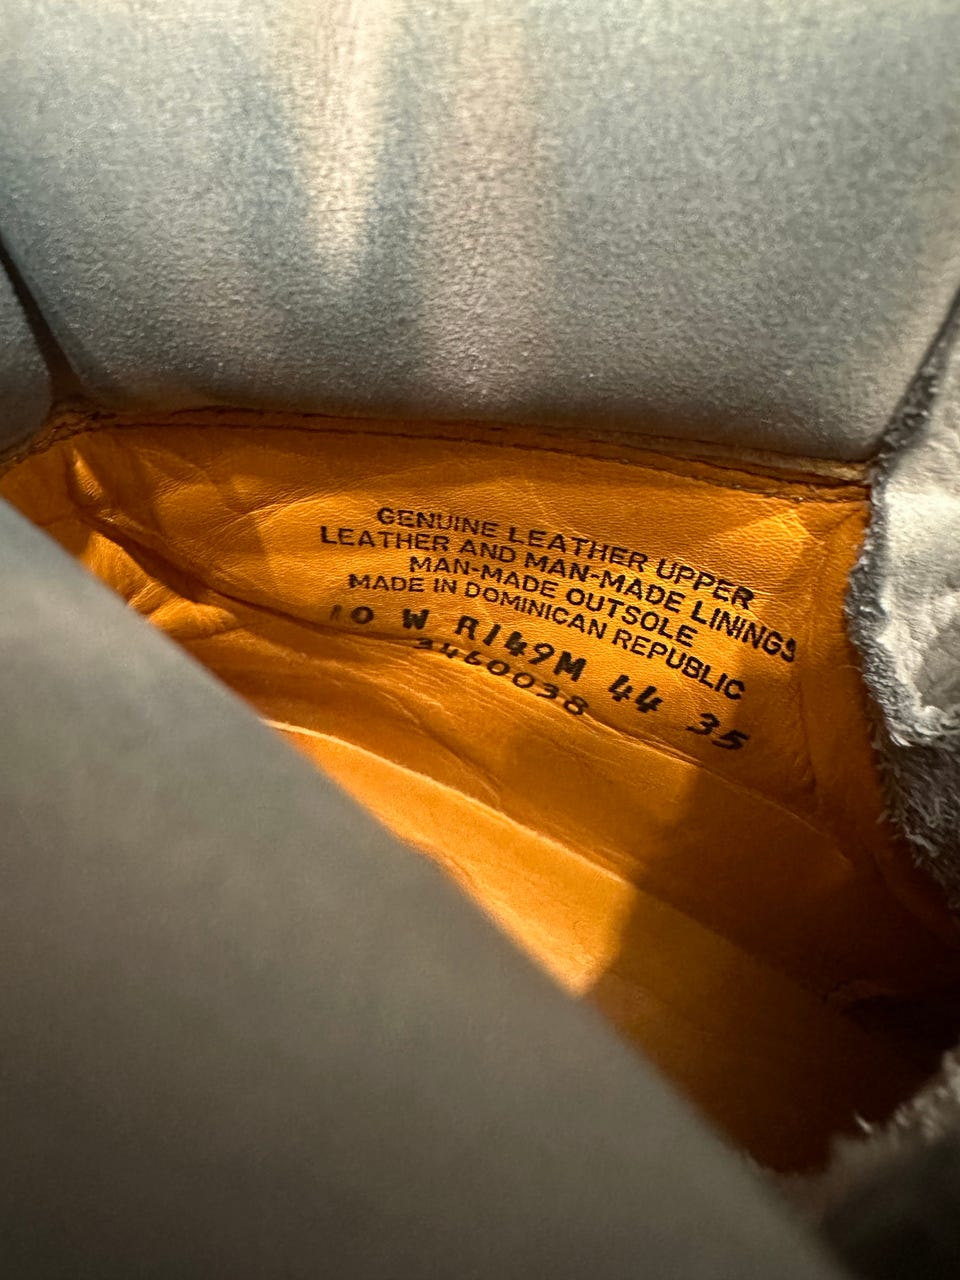 GENUINE LEATHER UPPER
LEATHER AND MAN-MADE LININGS
MAN-MADE OUTSOLE
MADE IN DOMINICAN REPUBLIC
10 W R149M 44 35
3460038